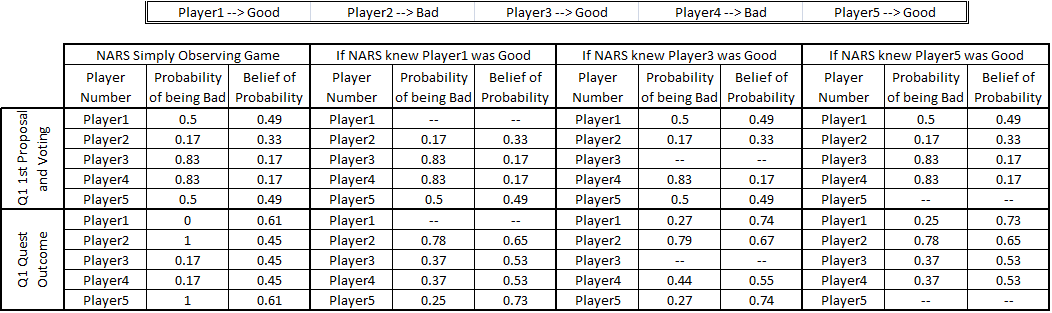 Player1 --> Good Player2 --> Bad Player3 --> Good Player4 --> Bad Player5 --> Good
NARS Simply Observing Game If NARS knew Player1 was Good If NARS knew Player3 was Good If NARS knew Player5 was Good
Player Probability Belief of Player Probability Belief of Player Probability Belief of Player Probability Belief of
Number of being Bad Probability Number of being Bad Probability Number of being Bad Probability Number of being Bad Probability
Q1 1st Proposal
and Voting
Player1 0.5 0.49 Player1 -- -- Player1 0.5 0.49 Player1 0.5 0.49
Player2 0.17 0.33 Player2 0.17 0.33 Player2 0.17 0.33 Player2 0.17 0.33
Player3 0.83 0.17 Player3 0.83 0.17 Player3 -- -- Player3 0.83 0.17
Player4 0.83 0.17 Player4 0.83 0.17 Player4 0.83 0.17 Player4 0.83 0.17
Player5 0.5 0.49 Player5 0.5 0.49 Player5 0.5 0.49 Player5 -- --
Q1 Quest
Outcome
Player1 0 0.61 Player1 -- -- Player1 0.27 0.74 Player1 0.25 0.73
Player2 1 0.45 Player2 0.78 0.65 Player2 0.79 0.67 Player2 0.78 0.65
Player3 0.17 0.45 Player3 0.37 0.53 Player3 -- -- Player3 0.37 0.53
Player4 0.17 0.45 Player4 0.37 0.53 Player4 0.44 0.55 Player4 0.37 0.53
Player5 1 0.61 Player5 0.25 0.73 Player5 0.27 0.74 Player5 -- --